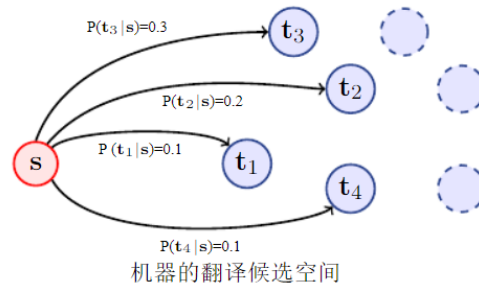 P(t₃|s)=0.3
t₃
P(t₂|s)=0.2
t₂
s
P (t₁|s)=0.1
t₁
t₄
P(t₄|s)=0.1
机器的翻译候选空间